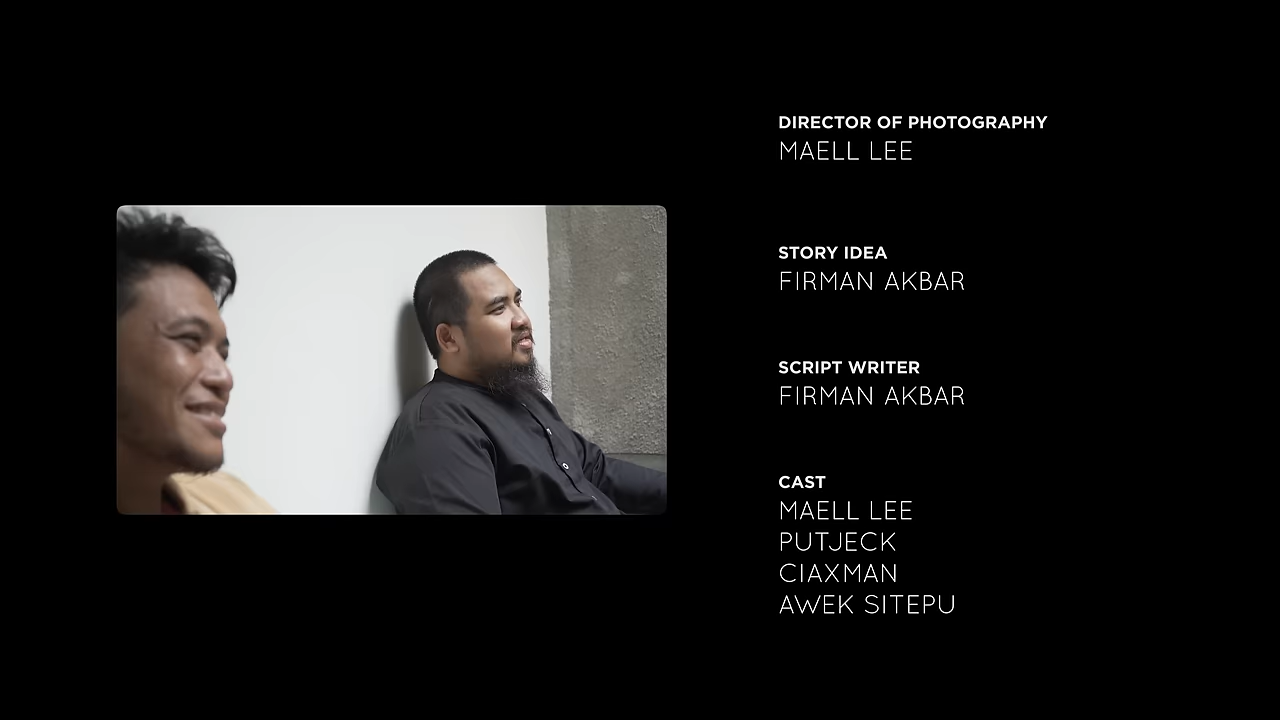 DIRECTOR OF PHOTOGRAPHY
MAELL LEE
STORY IDEA
FIRMAN AKBAR
SCRIPT WRITER
FIRMAN AKBAR
CAST
MAELL LEE
PUTJECK
CIAXMAN
AWEK SITEPU